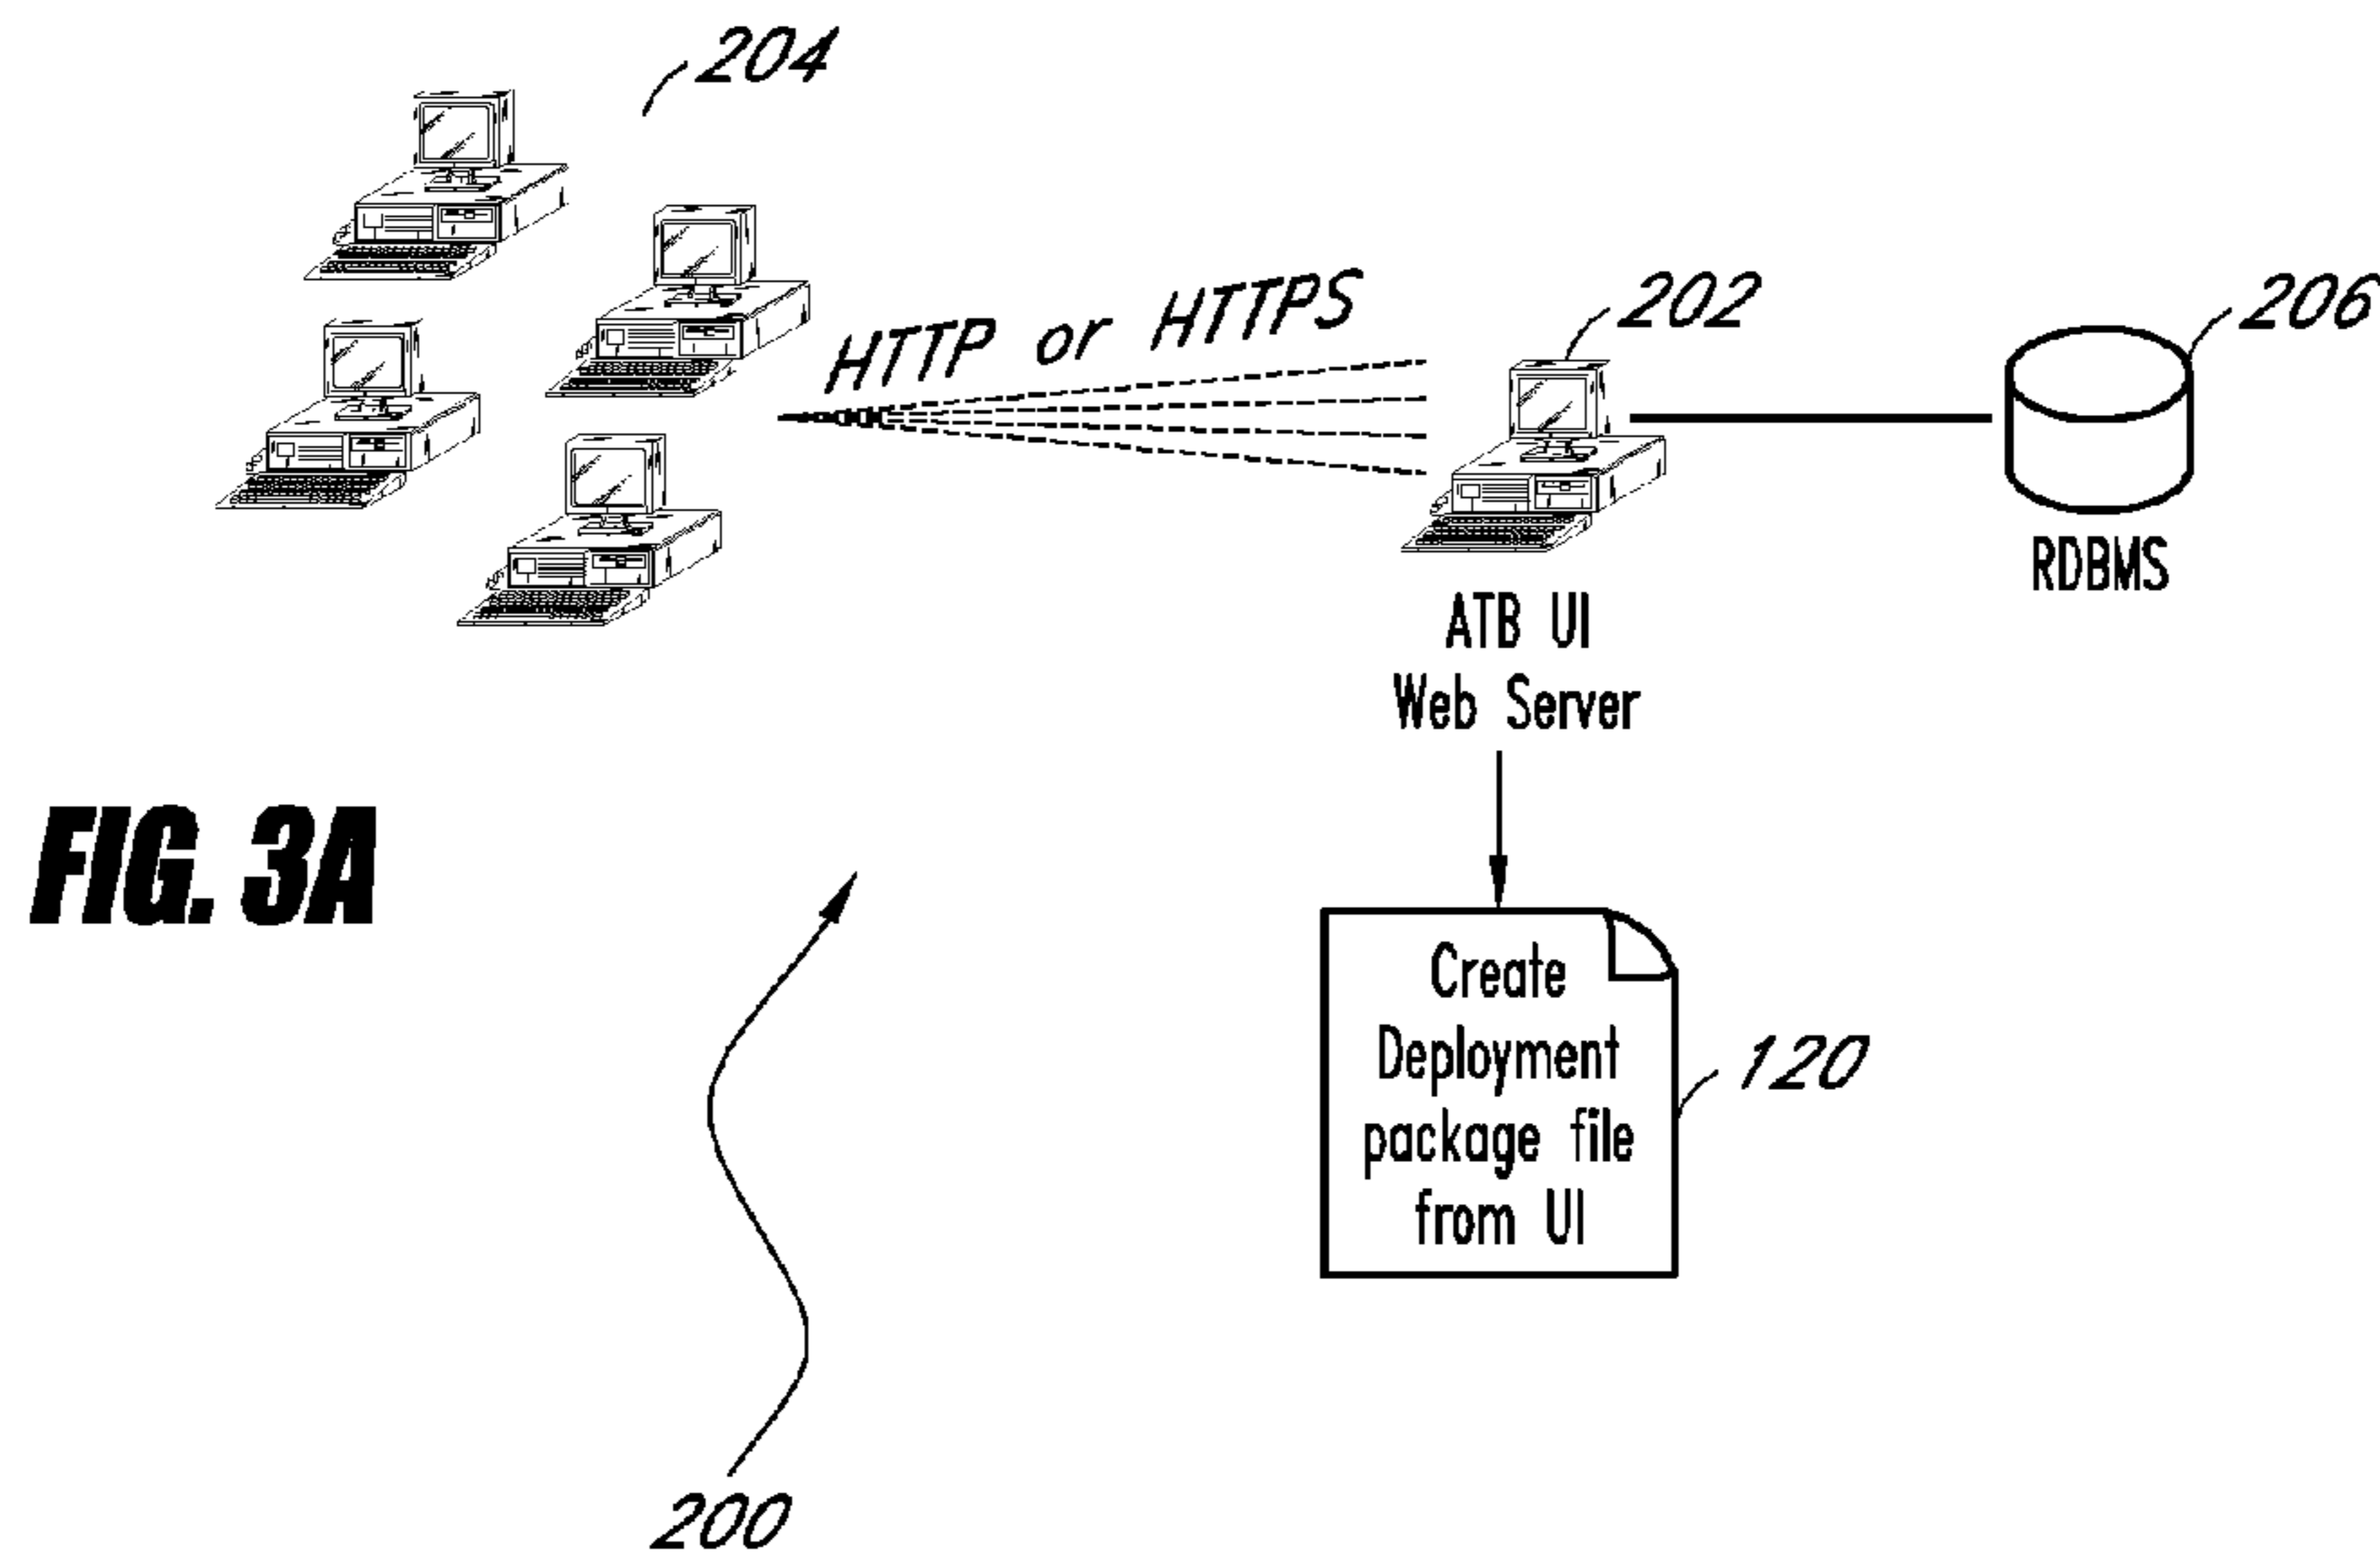 204
HTTP or HTTPS
202
206
RDBMS
ATB UI
Web Server
FIG. 3A
Create
Deployment
package file
from UI
120
200